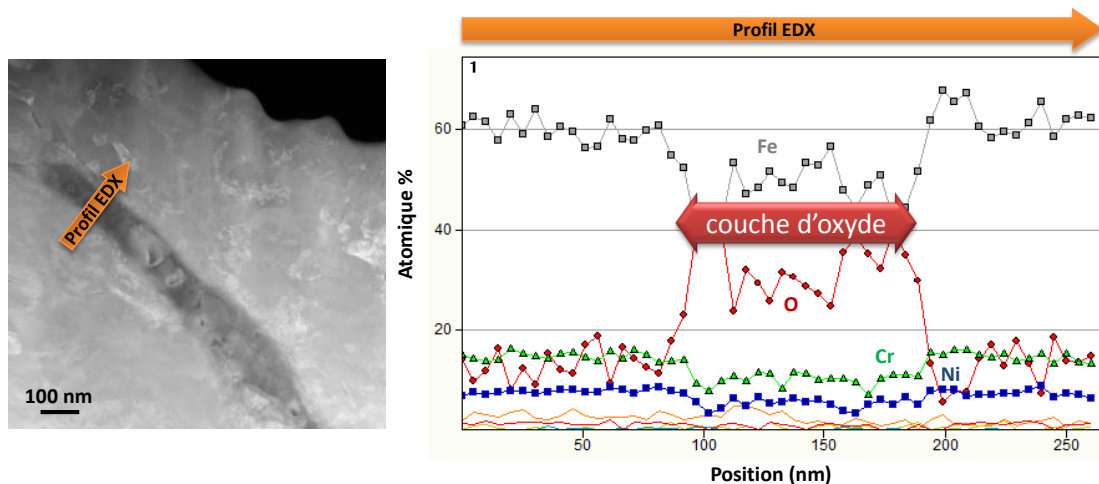 Profil EDX
100 nm
Profil EDX
1
Atomique %
60
40
20
Fe
couche d'oxyde
O
Cr
Ni
50
100
150
200
250
Position (nm)